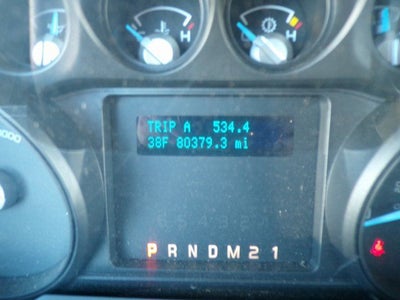 H H
TRIP A 534.4
38F 80379.3 mi
P R N D M 2 1